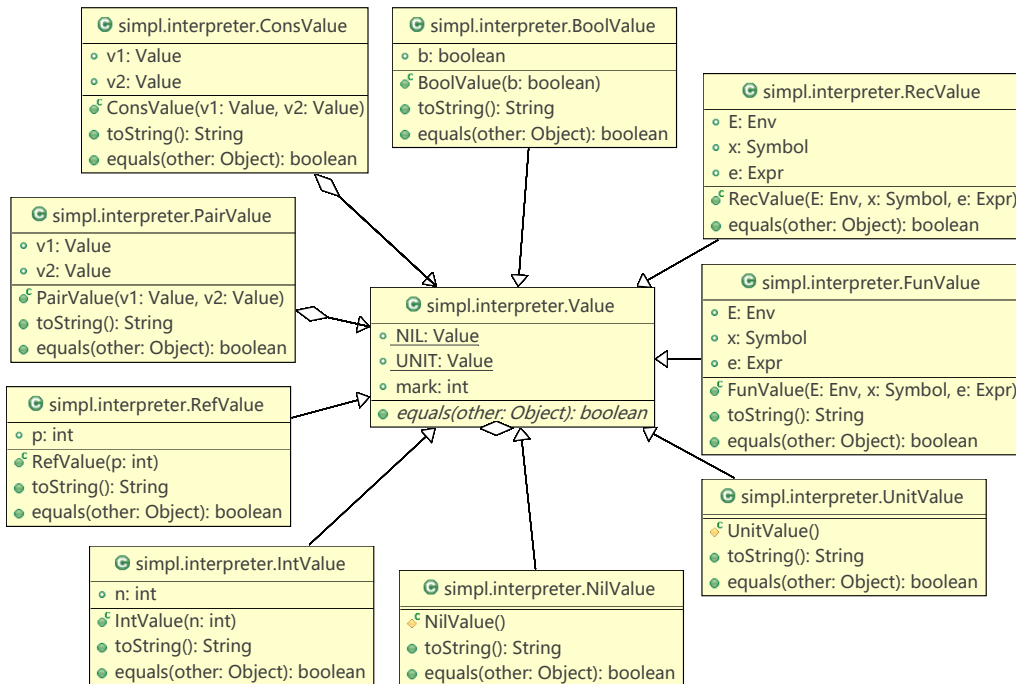 simpl.interpreter.ConsValue
v1: Value
v2: Value
ConsValue(v1: Value, v2: Value)
toString(): String
equals(other: Object): boolean
simpl.interpreter.BoolValue
b: boolean
BoolValue(b: boolean)
toString(): String
equals(other: Object): boolean
simpl.interpreter.RecValue
E: Env
x: Symbol
e: Expr
RecValue(E: Env, x: Symbol, e: Expr)
equals(other: Object): boolean
simpl.interpreter.PairValue
v1: Value
v2: Value
PairValue(v1: Value, v2: Value)
toString(): String
equals(other: Object): boolean
simpl.interpreter.Value
NIL: Value
UNIT: Value
mark: int
equals(other: Object): boolean
simpl.interpreter.FunValue
E: Env
x: Symbol
e: Expr
FunValue(E: Env, x: Symbol, e: Expr)
toString(): String
equals(other: Object): boolean
simpl.interpreter.RefValue
p: int
RefValue(p: int)
toString(): String
equals(other: Object): boolean
simpl.interpreter.UnitValue
UnitValue()
toString(): String
equals(other: Object): boolean
simpl.interpreter.IntValue
n: int
IntValue(n: int)
toString(): String
equals(other: Object): boolean
simpl.interpreter.NilValue
NilValue()
toString(): String
equals(other: Object): boolean